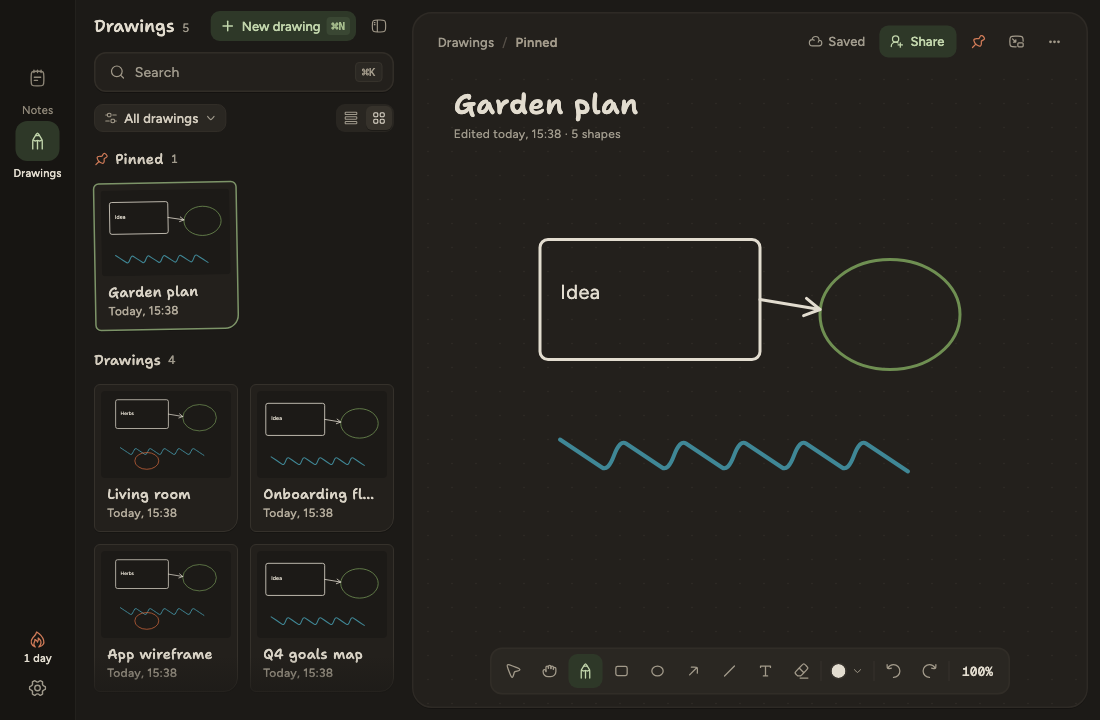 Drawings 5
New drawing ⌘N
Search ⌘K
All drawings
Notes
Drawings
Pinned 1
Idea
Garden plan
Today, 15:38
Drawings 4
Herbs
Living room
Today, 15:38
Idea
Onboarding fl...
Today, 15:38
Herbs
App wireframe
Today, 15:38
Idea
Q4 goals map
Today, 15:38
1 day
Drawings / Pinned
Saved
Share
Garden plan
Edited today, 15:38 · 5 shapes
Idea
T
100%